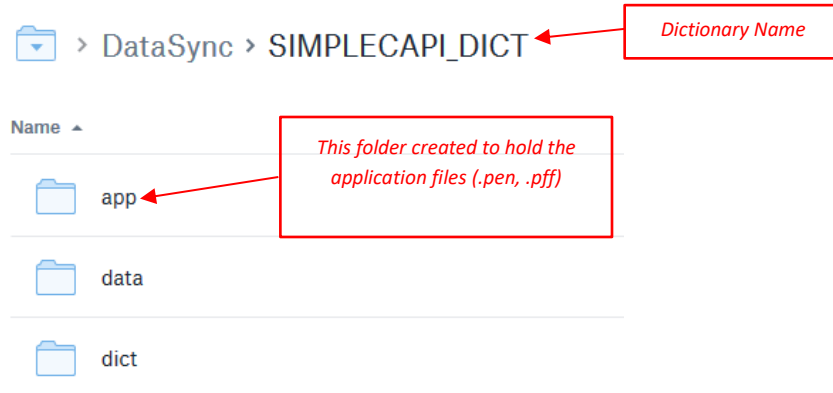 > DataSync > SIMPLECAPI_DICT
Dictionary Name
Name
This folder created to hold the
application files (.pen, .pff)
app
data
dict